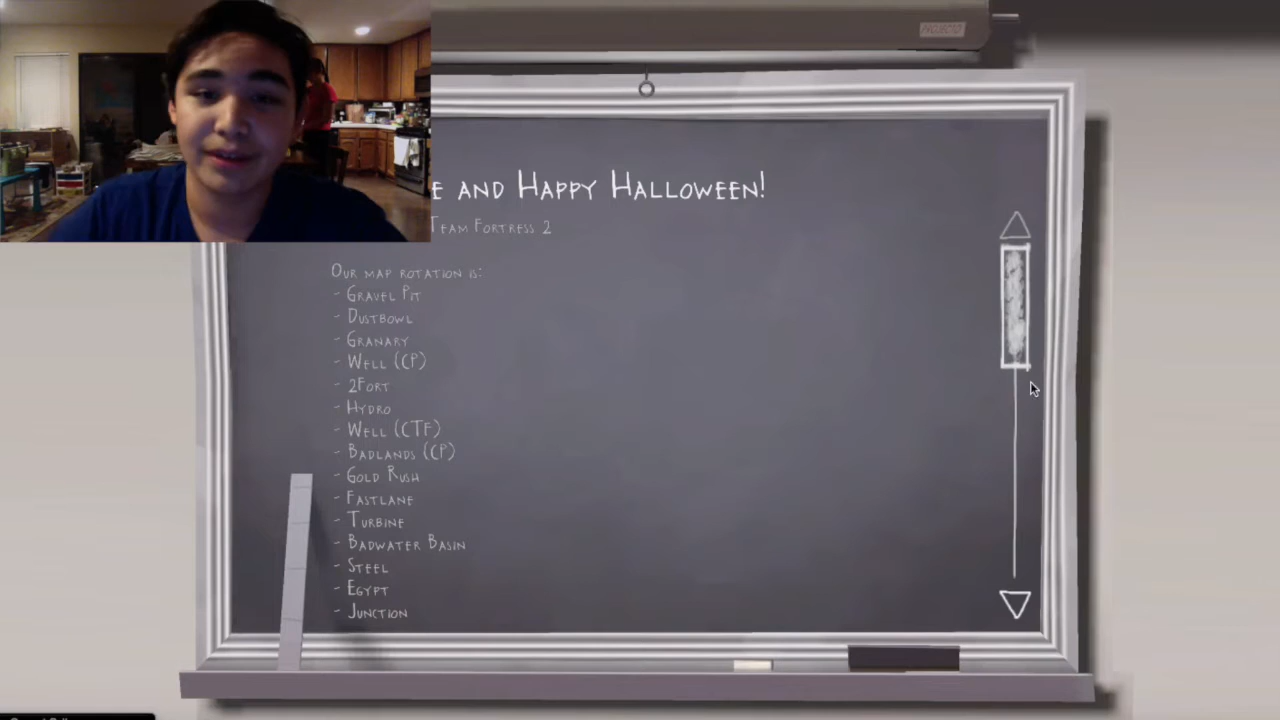 PROJECTO
E AND HAPPY HALLOWEEN!
TEAM FORTRESS 2
OUR MAP ROTATION IS:
- GRAVEL PIT
- DUSTBOWL
- GRANARY
- WELL (CP)
- 2FORT
- HYDRO
- WELL (CTF)
- BADLANDS (CP)
- GOLD RUSH
- FASTLANE
- TURBINE
- BADWATER BASIN
- STEEL
- EGYPT
- JUNCTION